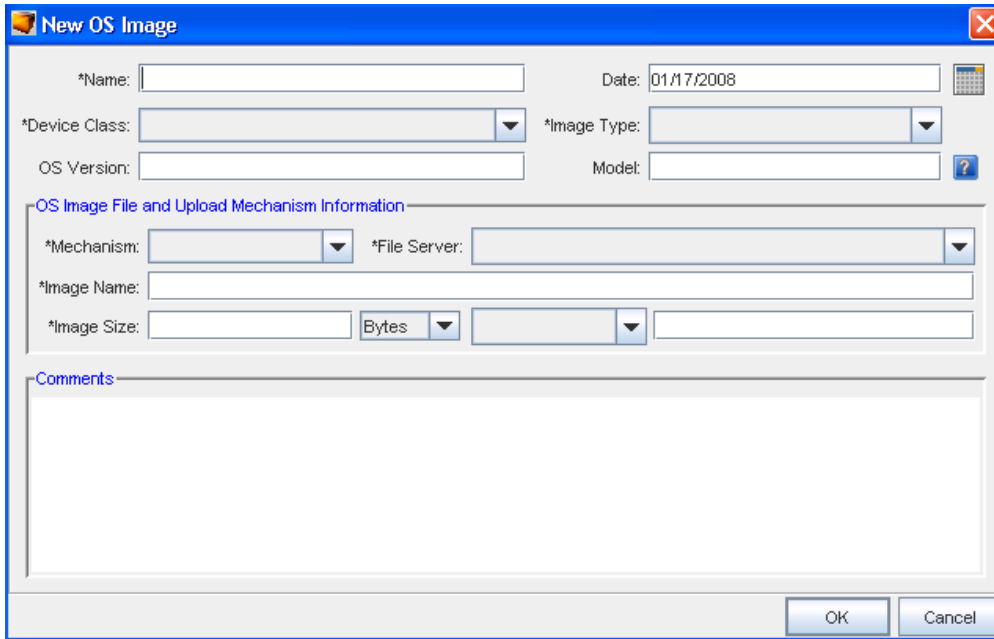 New OS Image
*Name: Date: 01/17/2008
*Device Class: *Image Type:
OS Version: Model: ?
OS Image File and Upload Mechanism Information
*Mechanism: *File Server:
*Image Name:
*Image Size: Bytes
Comments
OK Cancel